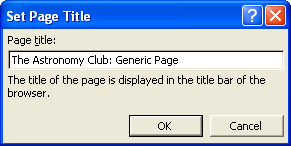 Set Page Title
?
Page title:
The Astronomy Club: Generic Page
The title of the page is displayed in the title bar of the
browser.
OK Cancel